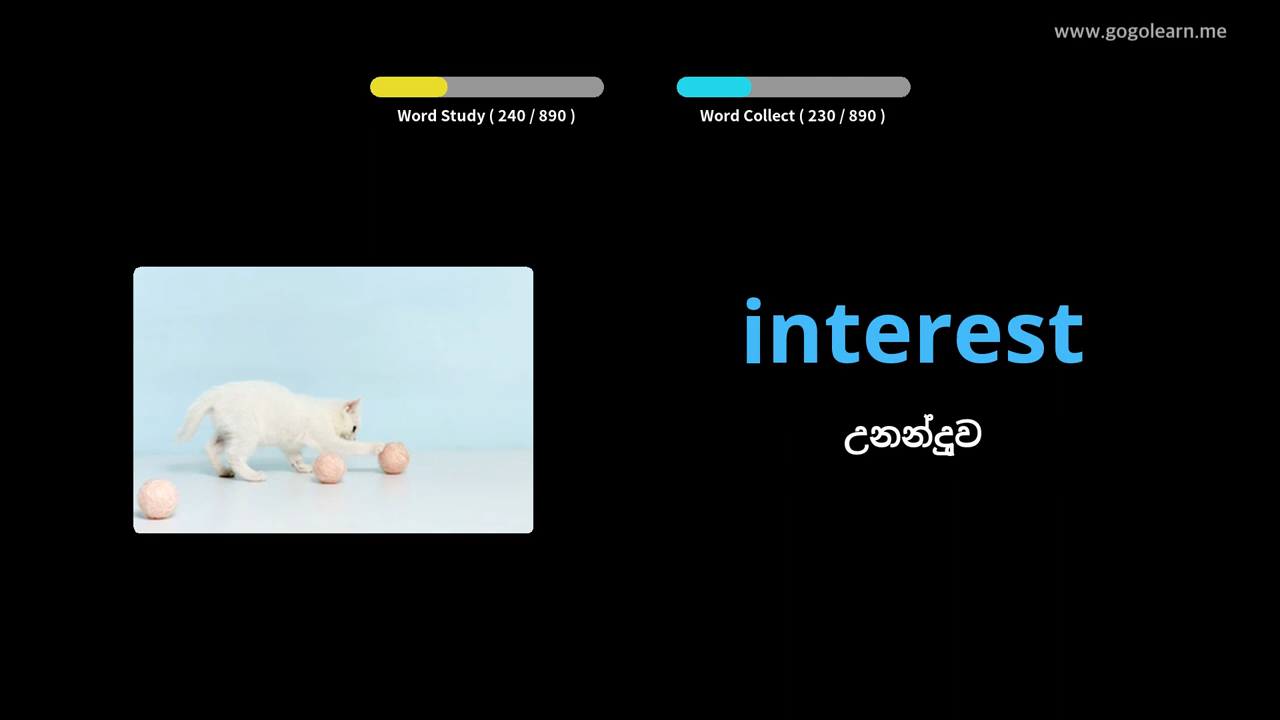 www.gogolearn.me
Word Study ( 240 / 890 )
Word Collect ( 230 / 890 )
interest
උනන්දුව